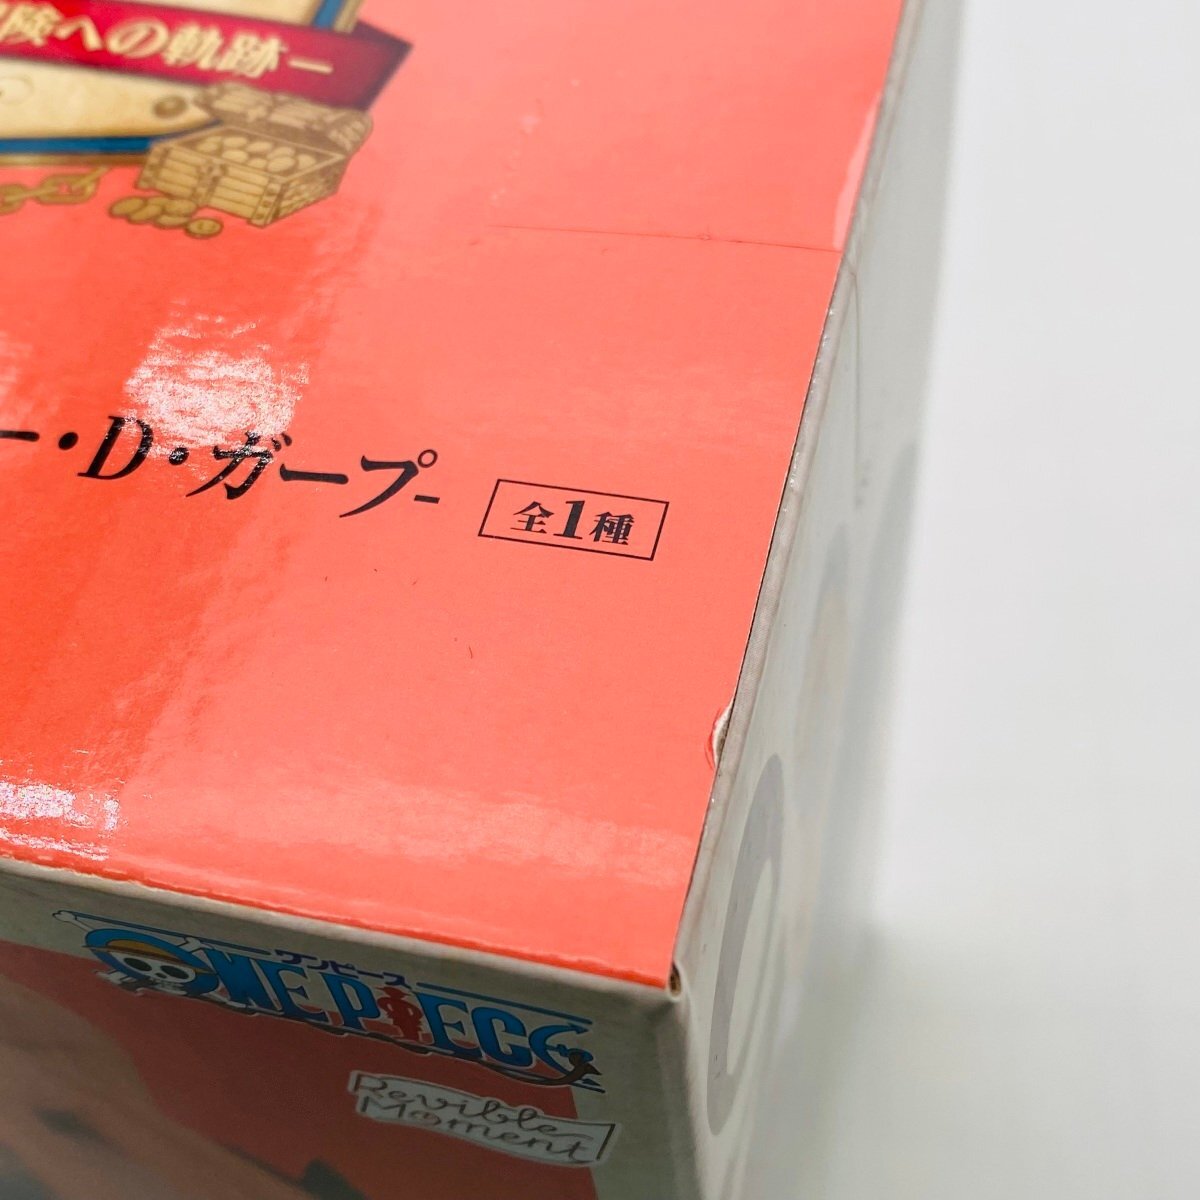 険への軌跡－
ー・D・ガープ-
全1種
ワンピース
ONE PIECE
Revible
Moment